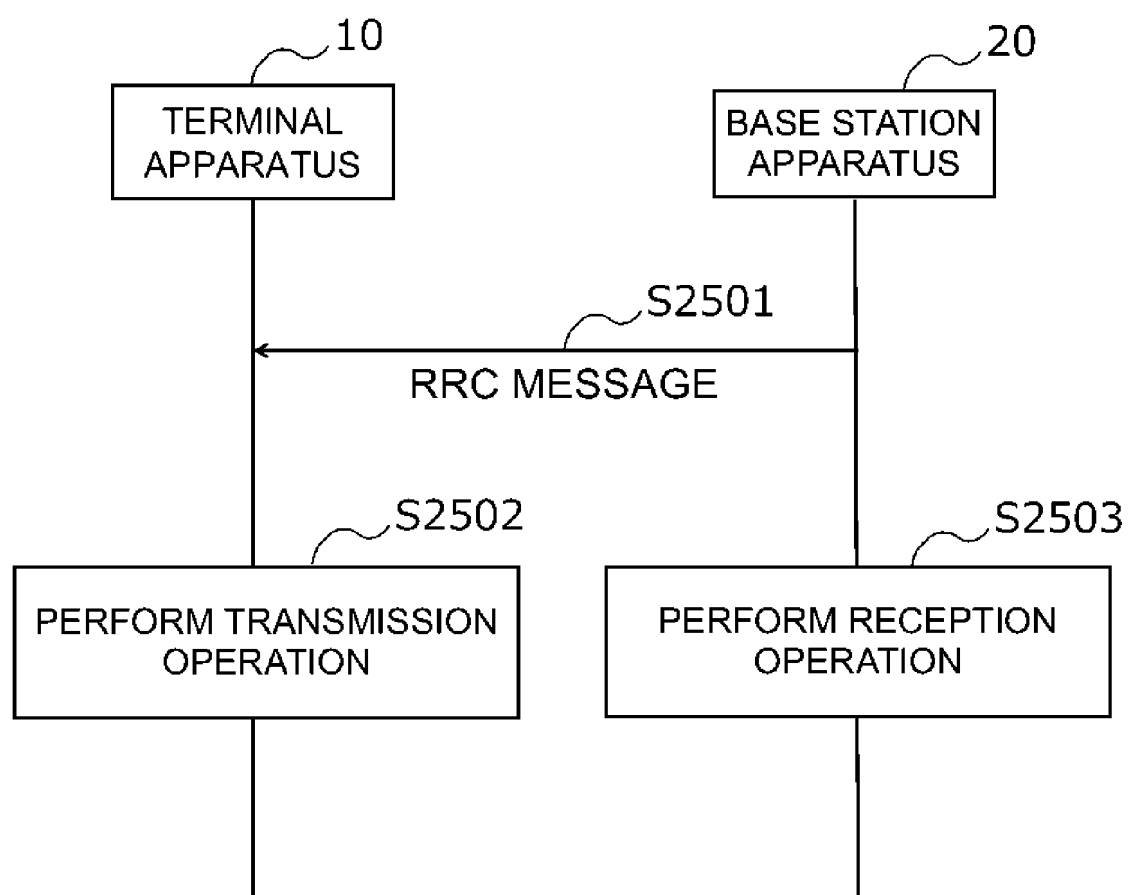 10
20
TERMINAL
APPARATUS
BASE STATION
APPARATUS
S2501
RRC MESSAGE
S2502
S2503
PERFORM TRANSMISSION
OPERATION
PERFORM RECEPTION
OPERATION